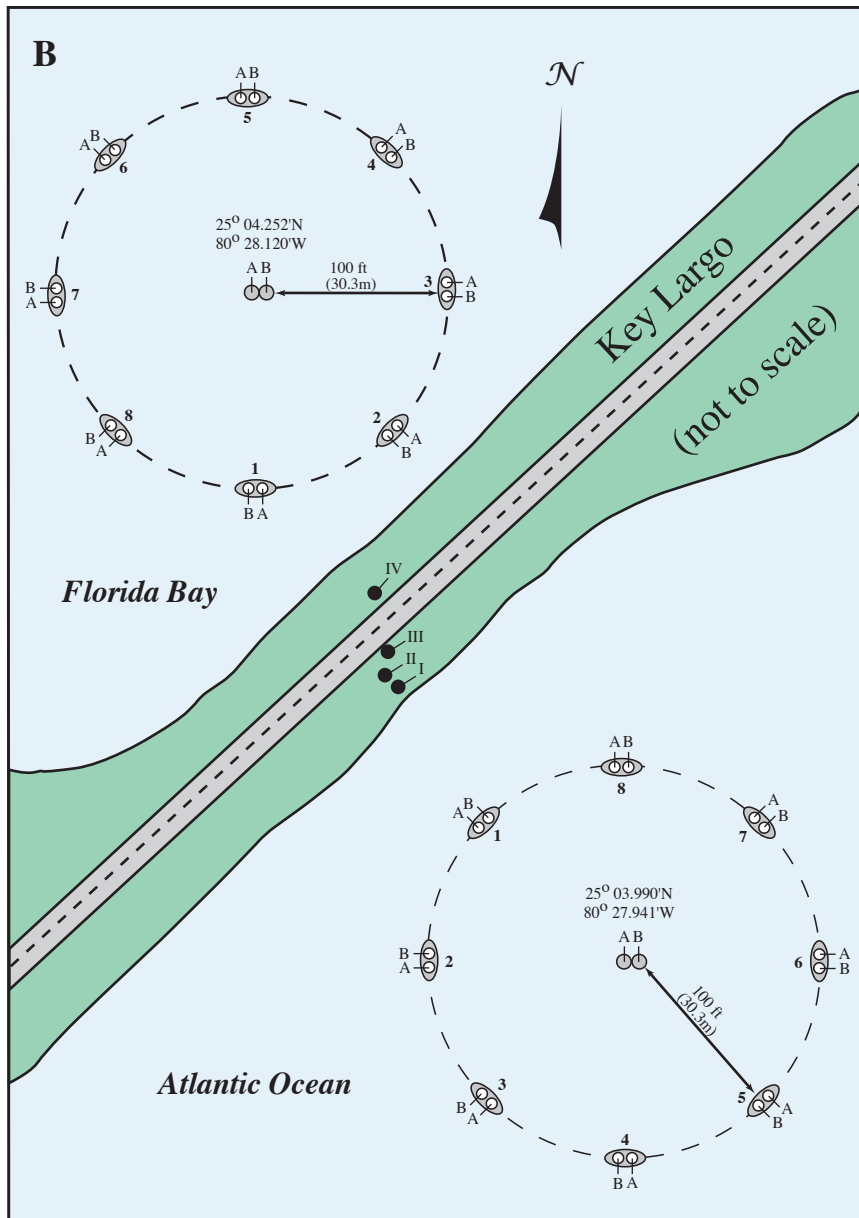 B
N
A B
5
A
B
4
B
A
6
25° 04.252'N
80° 28.120'W
A B
100 ft
(30.3m)
3
A
B
B
A
7
8
B
A
2
A
B
1
B A
Key Largo
(not to scale)
Florida Bay
IV
III
II
I
A B
8
B
A
1
A
B
7
25° 03.990'N
80° 27.941'W
A B
100 ft
(30.3m)
B
A
2
6
A
B
Atlantic Ocean
3
B
A
5
A
B
4
B A